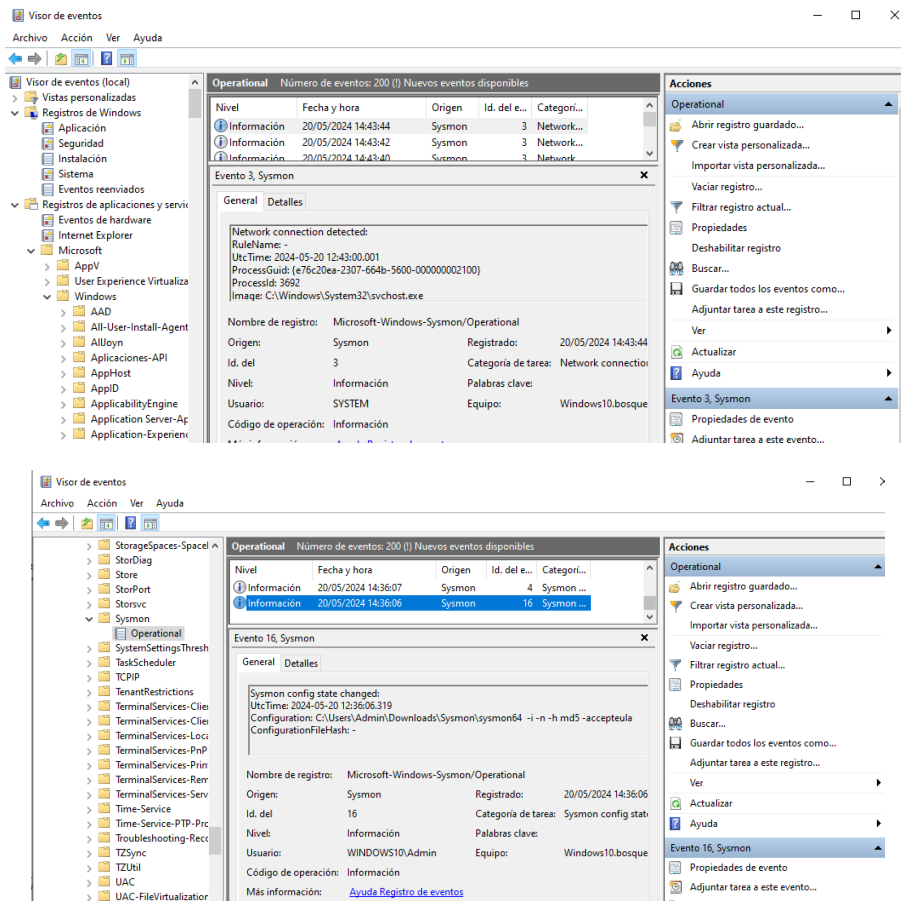 Visor de eventos
Archivo Acción Ver Ayuda
Visor de eventos (local)
Vistas personalizadas
Registros de Windows
Aplicación
Seguridad
Instalación
Sistema
Eventos reenviados
Registros de aplicaciones y servic
Eventos de hardware
Internet Explorer
Microsoft
AppV
User Experience Virtualiza
Windows
AAD
All-User-Install-Agent
AllJoyn
Aplicaciones-API
AppHost
AppID
ApplicabilityEngine
Application Server-Ap
Application-Experienc
Operational Número de eventos: 200 (!) Nuevos eventos disponibles
Nivel Fecha y hora Origen Id. del e... Categorí...
Información 20/05/2024 14:43:44 Sysmon 3 Network...
Información 20/05/2024 14:43:42 Sysmon 3 Network...
Información 20/05/2024 14:43:40 Sysmon 3 Network
Evento 3, Sysmon
General Detalles
Network connection detected:
RuleName: -
UtcTime: 2024-05-20 12:43:00.001
ProcessGuid: {e76c20ea-2307-664b-5600-000000002100}
ProcessId: 3692
Image: C:\Windows\System32\svchost.exe
Nombre de registro: Microsoft-Windows-Sysmon/Operational
Origen: Sysmon Registrado: 20/05/2024 14:43:44
Id. del 3 Categoría de tarea: Network connection
Nivel: Información Palabras clave:
Usuario: SYSTEM Equipo: Windows10.bosque
Código de operación: Información
Acciones
Operational
Abrir registro guardado...
Crear vista personalizada...
Importar vista personalizada...
Vaciar registro...
Filtrar registro actual...
Propiedades
Deshabilitar registro
Buscar...
Guardar todos los eventos como...
Adjuntar tarea a este registro...
Ver
Actualizar
Ayuda
Evento 3, Sysmon
Propiedades de evento
Adjuntar tarea a este evento...
Visor de eventos
Archivo Acción Ver Ayuda
StorageSpaces-Spacel
StorDiag
Store
StorPort
Storsvc
Sysmon
Operational
SystemSettingsThresh
TaskScheduler
TCPIP
TenantRestrictions
TerminalServices-Clier
TerminalServices-Clier
TerminalServices-Loca
TerminalServices-PnP
TerminalServices-Prin
TerminalServices-Rem
TerminalServices-Serv
Time-Service
Time-Service-PTP-Prc
Troubleshooting-Recc
TZSync
TZUtil
UAC
UAC-FileVirtualization
Operational Número de eventos: 200 (!) Nuevos eventos disponibles
Nivel Fecha y hora Origen Id. del e... Categorí...
Información 20/05/2024 14:36:07 Sysmon 4 Sysmon ...
Información 20/05/2024 14:36:06 Sysmon 16 Sysmon ...
Evento 16, Sysmon
General Detalles
Sysmon config state changed:
UtcTime: 2024-05-20 12:36:06.319
Configuration: C:\Users\Admin\Downloads\Sysmon\sysmon64 -i -n -h md5 -accepteula
ConfigurationFileHash: -
Nombre de registro: Microsoft-Windows-Sysmon/Operational
Origen: Sysmon Registrado: 20/05/2024 14:36:06
Id. del 16 Categoría de tarea: Sysmon config stat
Nivel: Información Palabras clave:
Usuario: WINDOWS10\Admin Equipo: Windows10.bosque
Código de operación: Información
Más información: Ayuda Registro de eventos
Acciones
Operational
Abrir registro guardado...
Crear vista personalizada...
Importar vista personalizada...
Vaciar registro...
Filtrar registro actual...
Propiedades
Deshabilitar registro
Buscar...
Guardar todos los eventos como...
Adjuntar tarea a este registro...
Ver
Actualizar
Ayuda
Evento 16, Sysmon
Propiedades de evento
Adjuntar tarea a este evento...